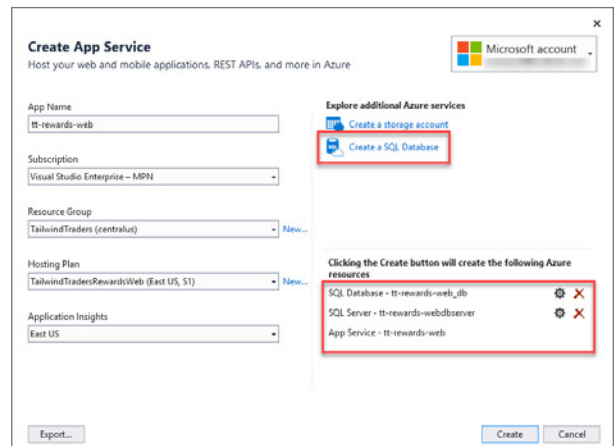 Create App Service
Host your web and mobile applications, REST APIs, and more in Azure
Microsoft account
App Name
tt-rewards-web
Subscription
Visual Studio Enterprise – MPN
Resource Group
TailwindTraders (centralus)
New...
Hosting Plan
TailwindTradersRewardsWeb (East US, S1)
New...
Application Insights
East US
Explore additional Azure services
Create a storage account
Create a SQL Database
Clicking the Create button will create the following Azure
resources
SQL Database - tt-rewards-web_db
SQL Server - tt-rewards-webdbserver
App Service - tt-rewards-web
Export...
Create
Cancel